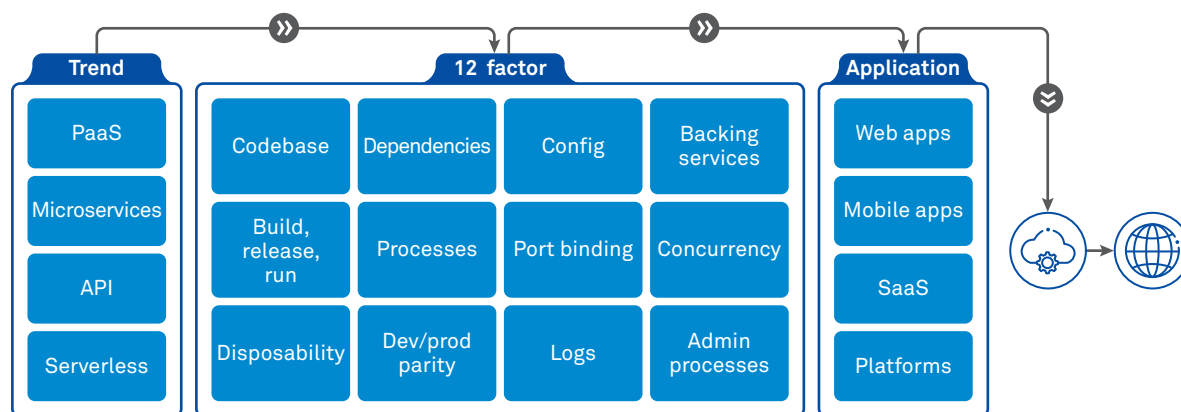 Trend
PaaS
Microservices
API
Serverless
12 factor
Codebase
Dependencies
Config
Backing
services
Build,
release,
run
Processes
Port binding
Concurrency
Disposability
Dev/prod
parity
Logs
Admin
processes
Application
Web apps
Mobile apps
SaaS
Platforms